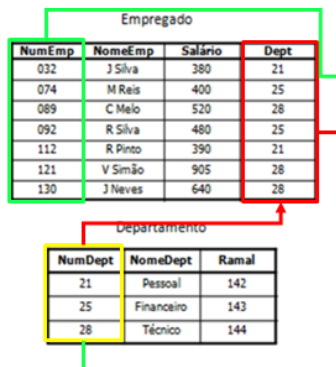 Empregado
NumEmp NomeEmp Salário Dept
032 J Silva 380 21
074 M Reis 400 25
089 C Melo 520 28
092 R Silva 480 25
112 R Pinto 390 21
121 V Simão 905 28
130 J Neves 640 28
Departamento
NumDept NomeDept Ramal
21 Pessoal 142
25 Financeiro 143
28 Técnico 144